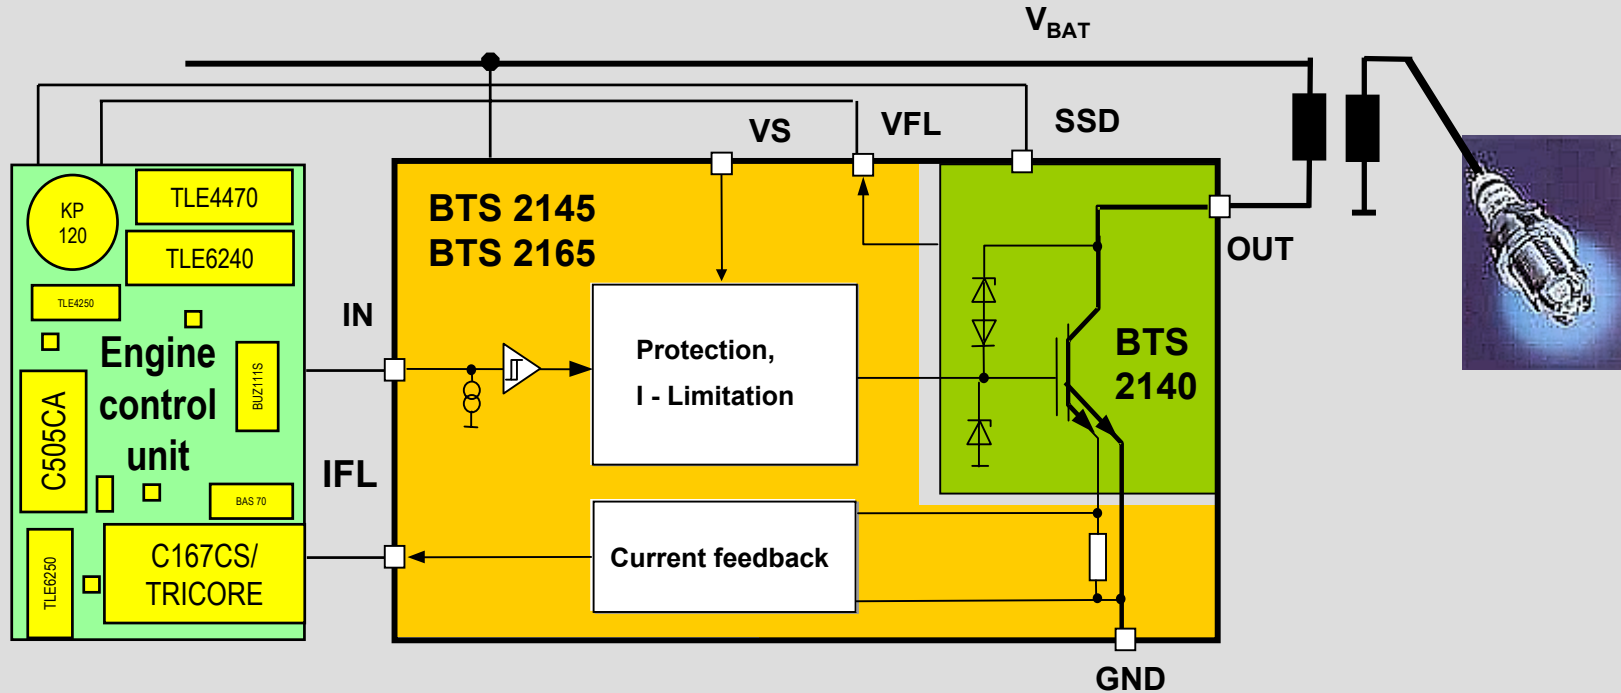 VBAT
VS
VFL
SSD
KP
120
TLE4470
TLE6240
TLE4250
Engine
control
unit
BUZ111S
C505CA
BAS 70
TLE6250
C167CS/
TRICORE
IN
IFL
BTS 2145
BTS 2165
Protection,
I - Limitation
Current feedback
BTS
2140
OUT
GND